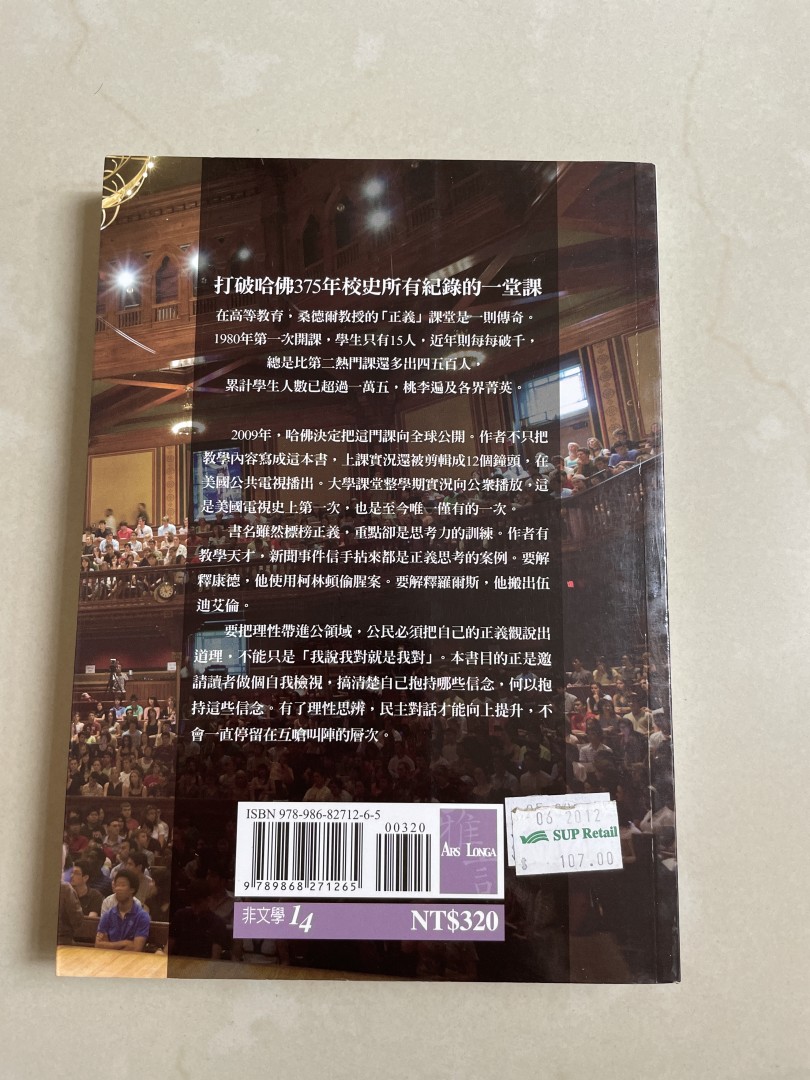 打破哈佛375年校史所有紀錄的一堂課
在高等教育，桑德爾教授的「正義」課堂是一則傳奇。
1980年第一次開課，學生只有15人，近年則每每破千，
總是比第二熱門課還多出四五百人，
累計學生人數已超過一萬五，桃李遍及各界菁英。
2009年，哈佛決定把這門課向全球公開。作者不只把
教學內容寫成這本書，上課實況還被剪輯成12個鐘頭，在
美國公共電視播出。大學課堂整學期實況向公眾播放，這
是美國電視史上第一次，也是至今唯一僅有的一次。
書名雖然標榜正義，重點卻是思考力的訓練。作者有
教學天才，新聞事件信手拈來都是正義思考的案例。要解
釋康德，他使用柯林頓偷腥案。要解釋羅爾斯，他搬出伍
迪艾倫。
要把理性帶進公領域，公民必須把自己的正義觀說出
道理，不能只是「我說我對就是我對」。本書目的正是邀
請讀者做個自我檢視，搞清楚自己抱持哪些信念，何以抱
持這些信念。有了理性思辨，民主對話才能向上提升，不
會一直停留在互嗆叫陣的層次。
ISBN 978-986-82712-6-5
00320
9 789868 271265
雅言
ARS LONGA
非文學 14
NT$320
06 2012
SUP Retail
$ 107.00